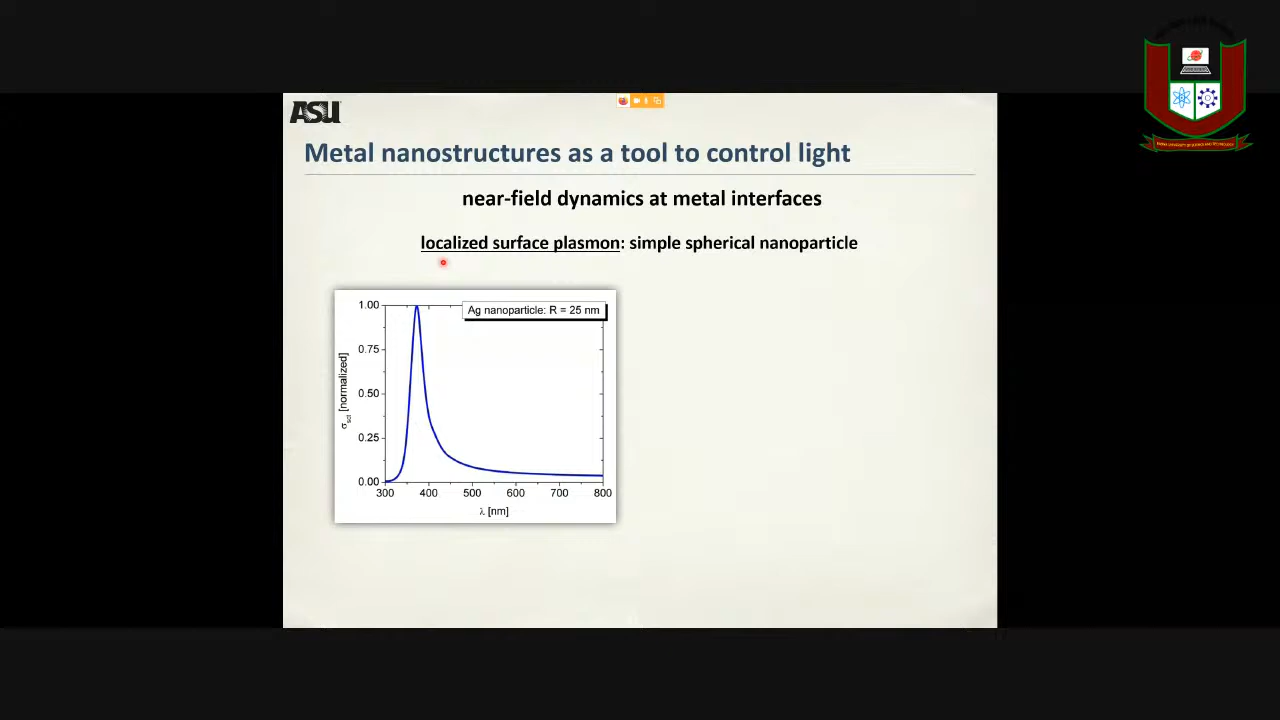 ASU
Metal nanostructures as a tool to control light
near-field dynamics at metal interfaces
localized surface plasmon: simple spherical nanoparticle
Ag nanoparticle: R = 25 nm
1.00
0.75
0.50
0.25
0.00
σsct [normalized]
300 400 500 600 700 800
λ [nm]